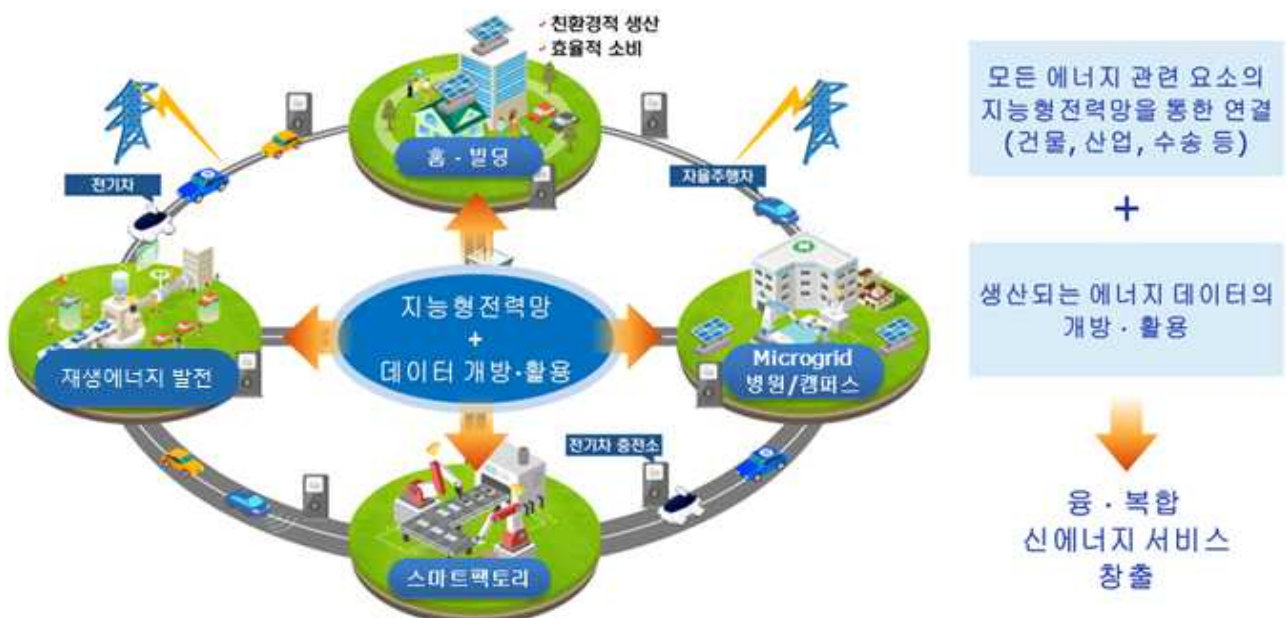 ✓ 친환경적 생산
✓ 효율적 소비
홈 · 빌딩
전기차
자율주행차
지능형전력망
+
데이터 개방·활용
재생에너지 발전
Microgrid
병원/캠퍼스
전기차 충전소
스마트팩토리
모든 에너지 관련 요소의
지능형전력망을 통한 연결
(건물, 산업, 수송 등)
+
생산되는 에너지 데이터의
개방 · 활용
융 · 복합
신에너지 서비스
창출